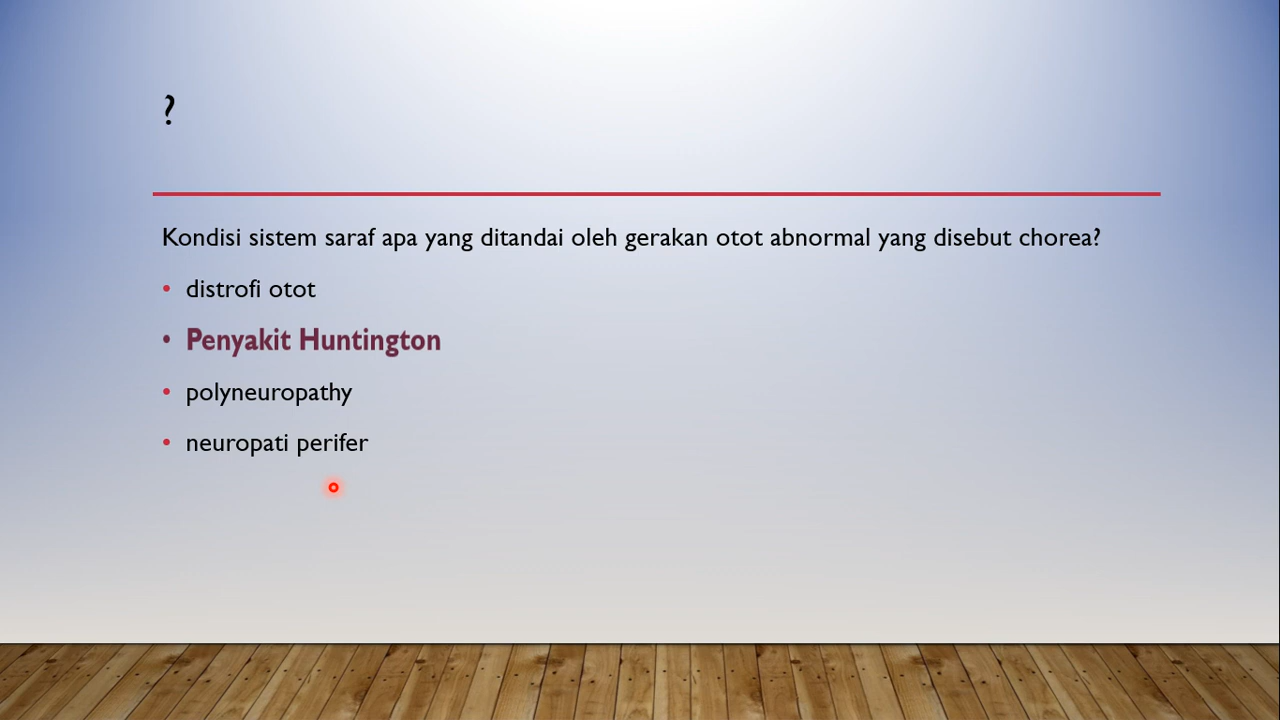 ?
Kondisi sistem saraf apa yang ditandai oleh gerakan otot abnormal yang disebut chorea?
• distrofi otot
• Penyakit Huntington
• polyneuropathy
• neuropati perifer